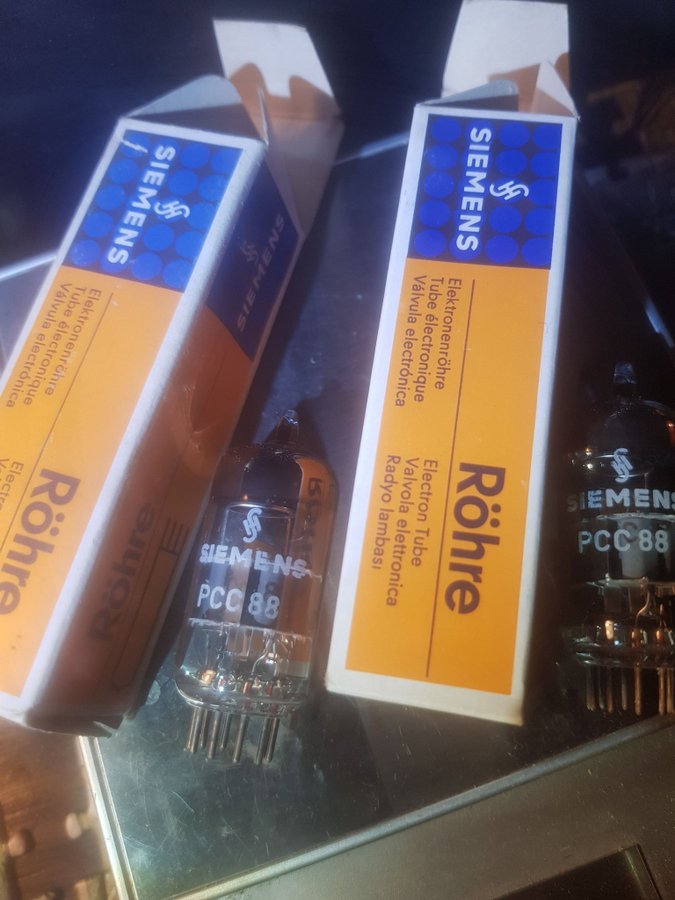 SIEMENS
SIEMENS
Elektronenröhre
Tube électronique
Válvula electrónica
Röhre
Röhre
SIEMENS
PCC 88
SIEMENS
Elektronenröhre
Tube électronique
Válvula electrónica
Electron Tube
Valvola elettronica
Radyo lambası
Röhre
SIEMENS
PCC 88